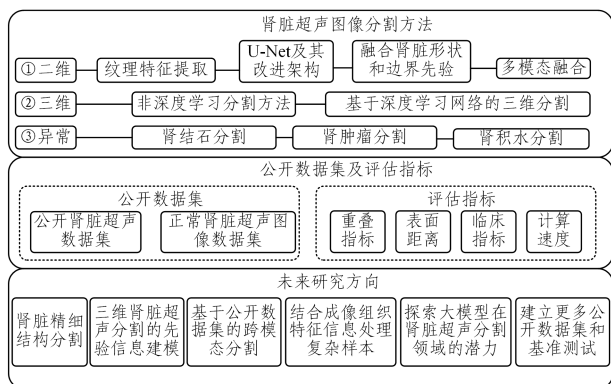 肾脏超声图像分割方法
①二维
纹理特征提取
U-Net及其
改进架构
融合肾脏形状
和边界先验
多模态融合
②三维
非深度学习分割方法
基于深度学习网络的三维分割
③异常
肾结石分割
肾肿瘤分割
肾积水分割
公开数据集及评估指标
公开数据集
公开肾脏超声
数据集
正常肾脏超声图
像数据集
评估指标
重叠
指标
表面
距离
临床
指标
计算
速度
未来研究方向
肾脏精细
结构分割
三维肾脏超
声分割的先
验信息建模
基于公开数
据集的跨模
态分割
结合成像组织
特征信息处理
复杂样本
探索大模型在
肾脏超声分割
领域的潜力
建立更多公
开数据集和
基准测试